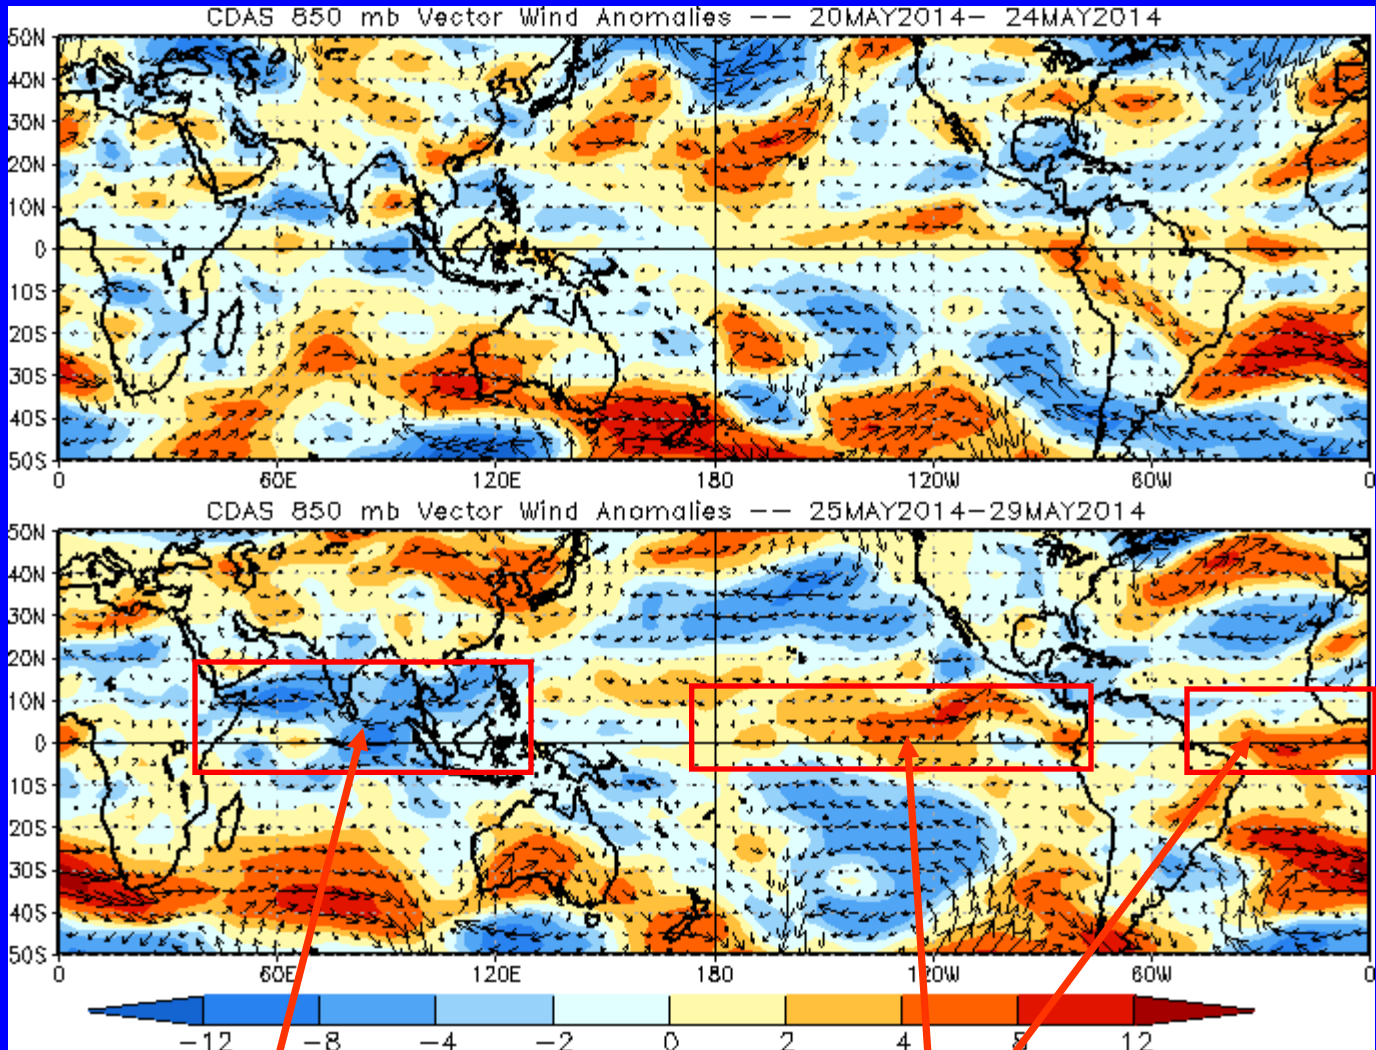 CDAS 850 mb Vector Wind Anomalies -- 20MAY2014- 24MAY2014
50N
40N
30N
20N
10N
0
10S
20S
30S
40S
50S
0 60E 120E 180 120W 60W 0
CDAS 850 mb Vector Wind Anomalies -- 25MAY2014-29MAY2014
50N
40N
30N
20N
10N
0
10S
20S
30S
40S
50S
0 60E 120E 180 120W 60W 0
-12 -8 -4 -2 0 2 4 8 12